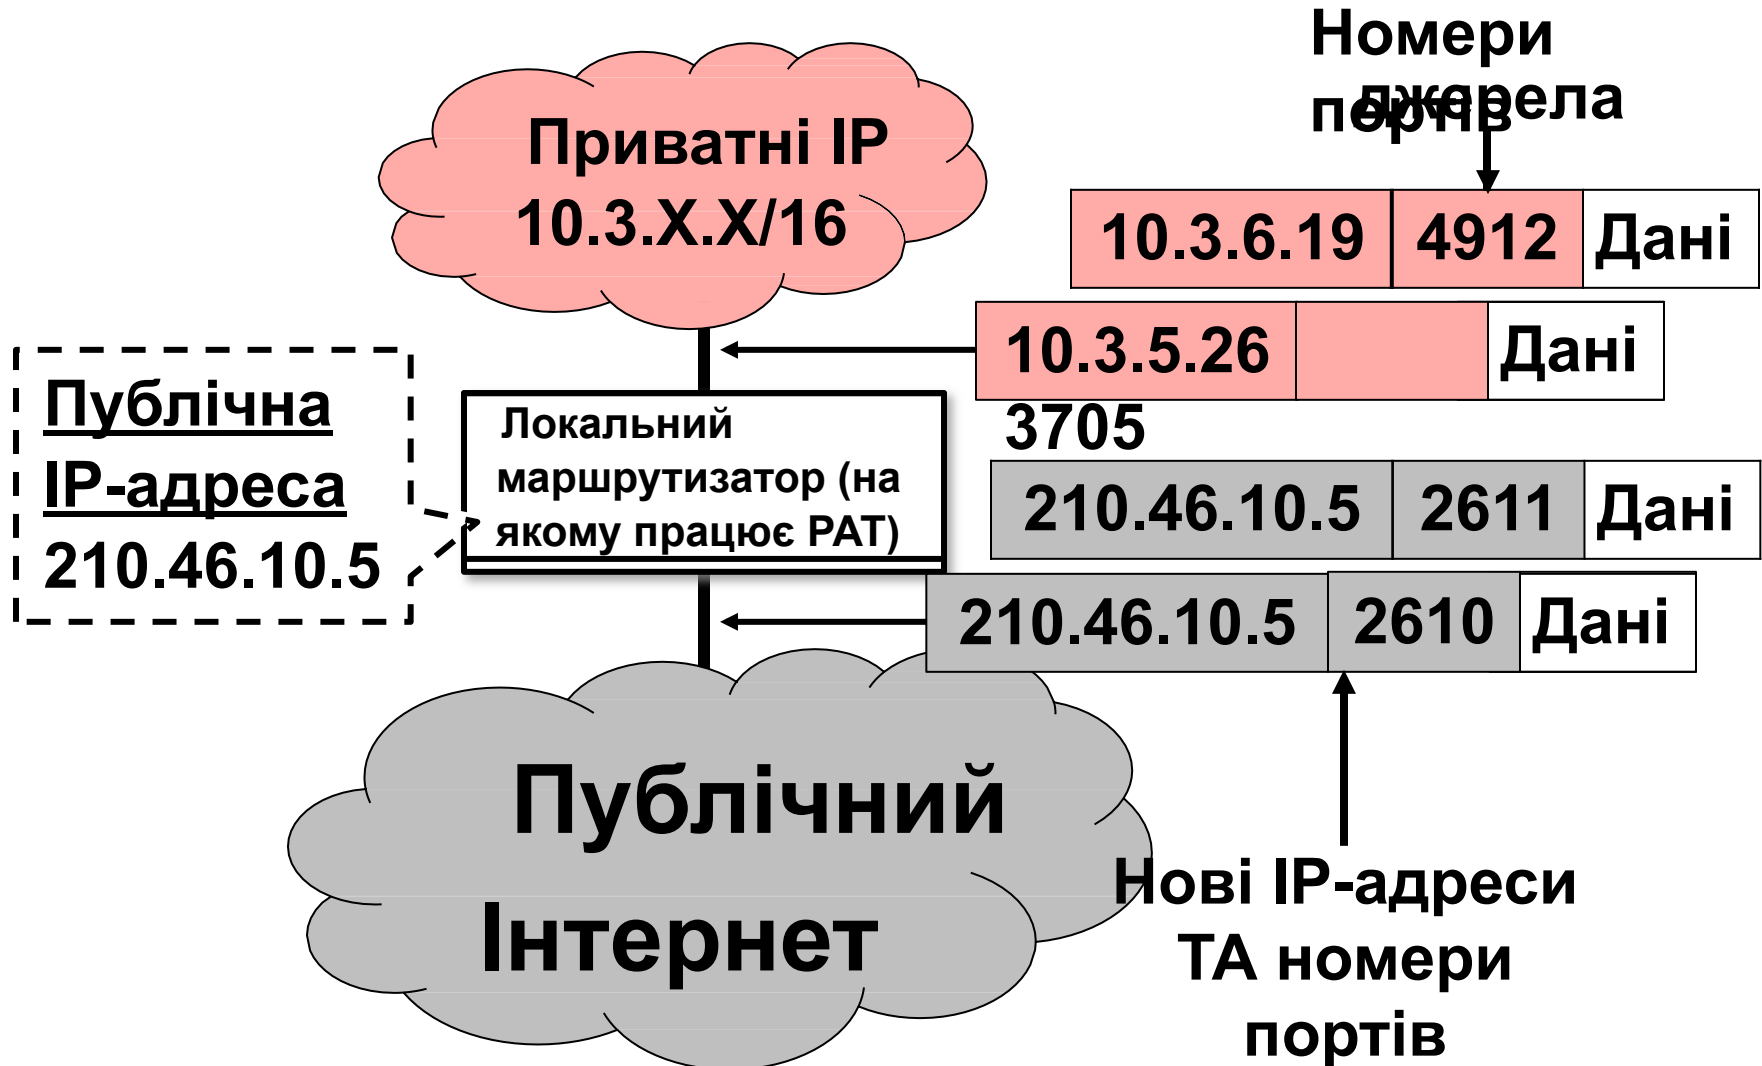 Номери
портів
джерела
Приватні IP
10.3.X.X/16
10.3.6.19 4912 Дані
10.3.5.26 Дані
3705
Публічна
IP-адреса
210.46.10.5
Локальний
маршрутизатор (на
якому працює PAT)
210.46.10.5 2611 Дані
210.46.10.5 2610 Дані
Публічний
Інтернет
Нові IP-адреси
ТА номери
портів